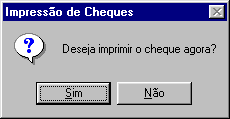 Impressão de Cheques
Deseja imprimir o cheque agora?
Sim
Não